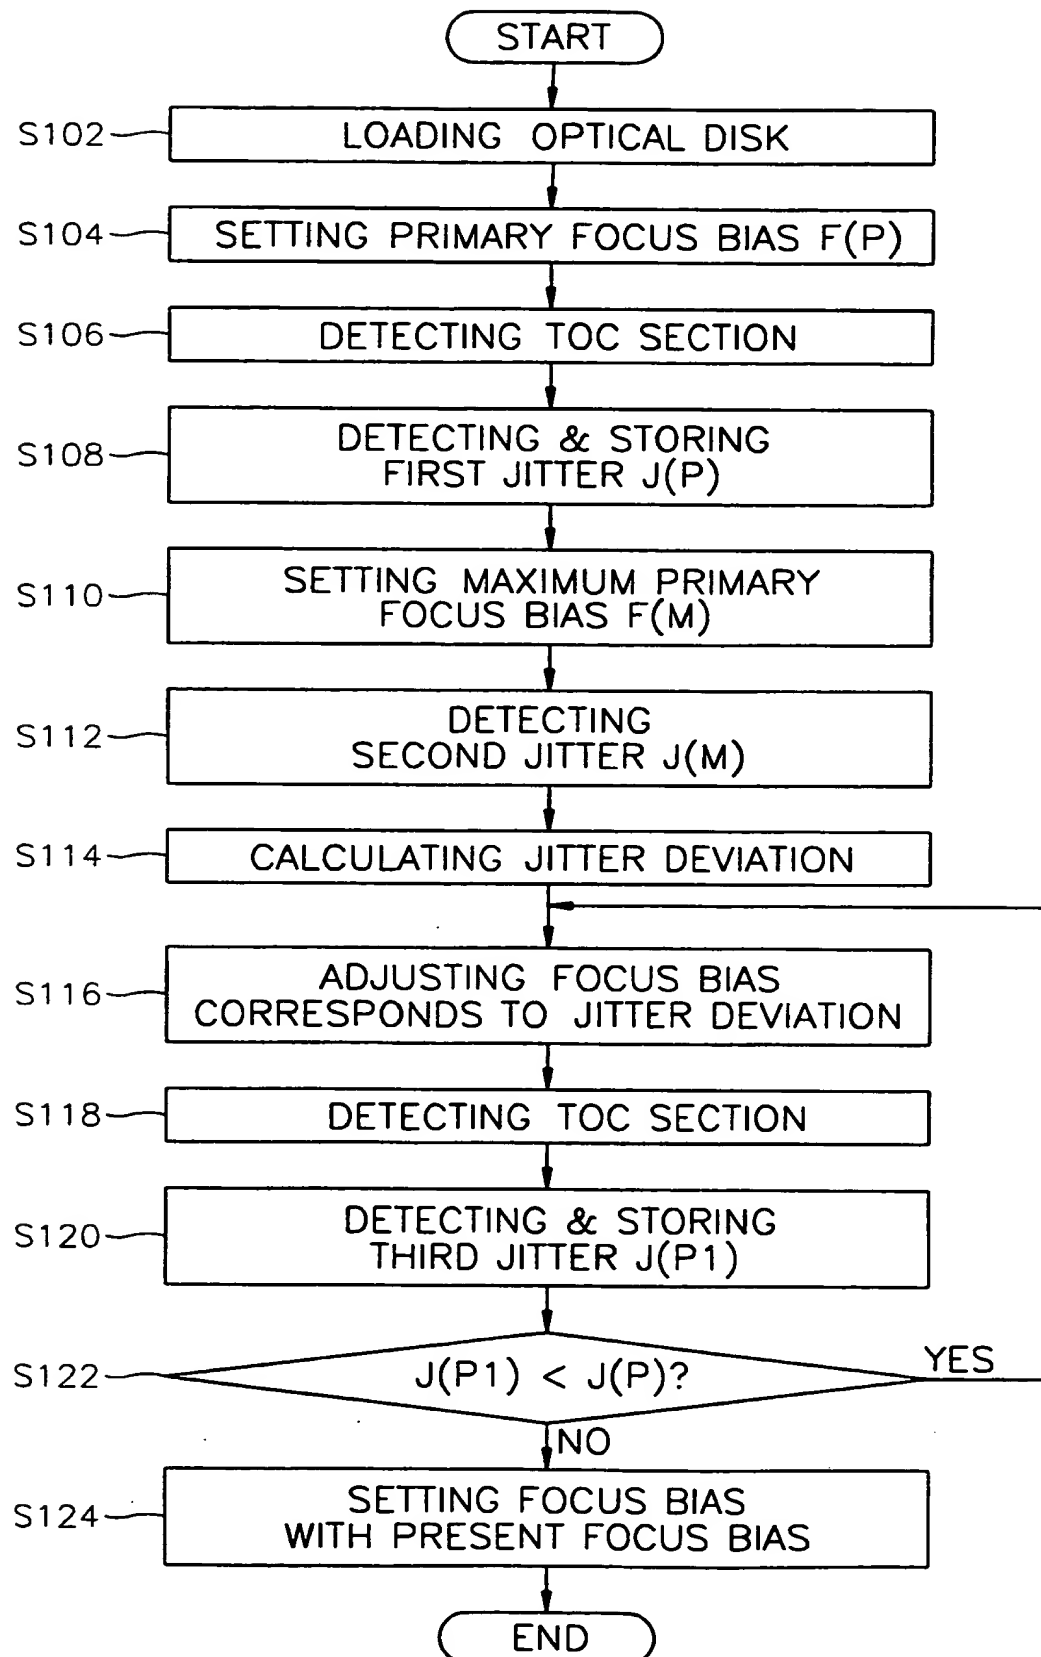 START
S102
LOADING OPTICAL DISK
S104
SETTING PRIMARY FOCUS BIAS F(P)
S106
DETECTING TOC SECTION
S108
DETECTING & STORING
FIRST JITTER J(P)
S110
SETTING MAXIMUM PRIMARY
FOCUS BIAS F(M)
S112
DETECTING
SECOND JITTER J(M)
S114
CALCULATING JITTER DEVIATION
S116
ADJUSTING FOCUS BIAS
CORRESPONDS TO JITTER DEVIATION
S118
DETECTING TOC SECTION
S120
DETECTING & STORING
THIRD JITTER J(P1)
S122
J(P1) < J(P)?
YES
NO
S124
SETTING FOCUS BIAS
WITH PRESENT FOCUS BIAS
END